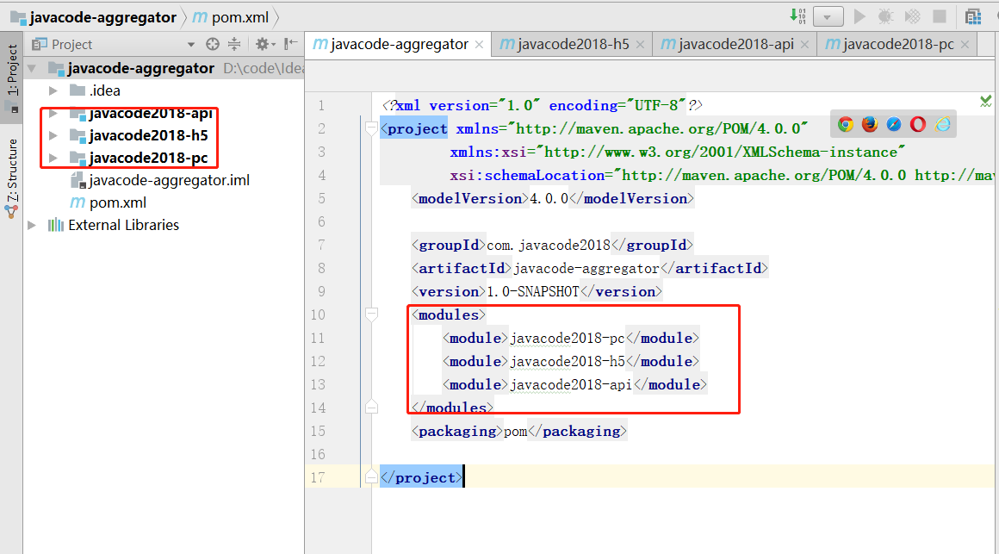 javacode-aggregator pom.xml
1: Project
Z: Structure
Project
javacode-aggregator D:\code\Idea
.idea
javacode2018-api
javacode2018-h5
javacode2018-pc
javacode-aggregator.iml
pom.xml
External Libraries
javacode-aggregator javacode2018-h5 javacode2018-api javacode2018-pc
1 <?xml version="1.0" encoding="UTF-8"?>
2 <project xmlns="http://maven.apache.org/POM/4.0.0"
3 xmlns:xsi="http://www.w3.org/2001/XMLSchema-instance"
4 xsi:schemaLocation="http://maven.apache.org/POM/4.0.0 http://mav
5 <modelVersion>4.0.0</modelVersion>
6
7 <groupId>com.javacode2018</groupId>
8 <artifactId>javacode-aggregator</artifactId>
9 <version>1.0-SNAPSHOT</version>
10 <modules>
11 <module>javacode2018-pc</module>
12 <module>javacode2018-h5</module>
13 <module>javacode2018-api</module>
14 </modules>
15 <packaging>pom</packaging>
16
17 </project>